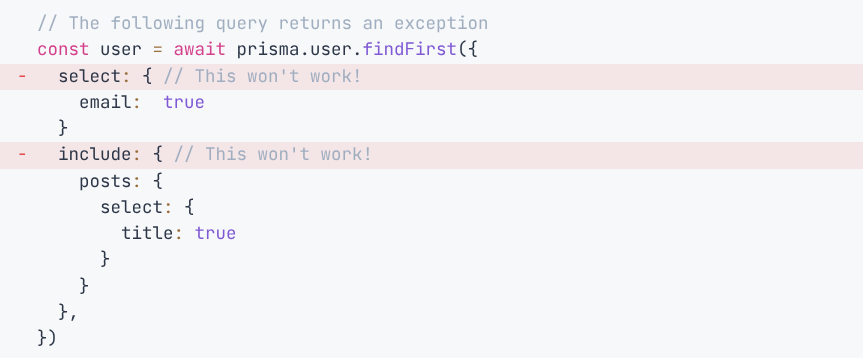 // The following query returns an exception
const user = await prisma.user.findFirst({
-  select: { // This won't work!
    email:  true
  }
-  include: { // This won't work!
    posts: {
      select: {
        title: true
      }
    }
  },
})